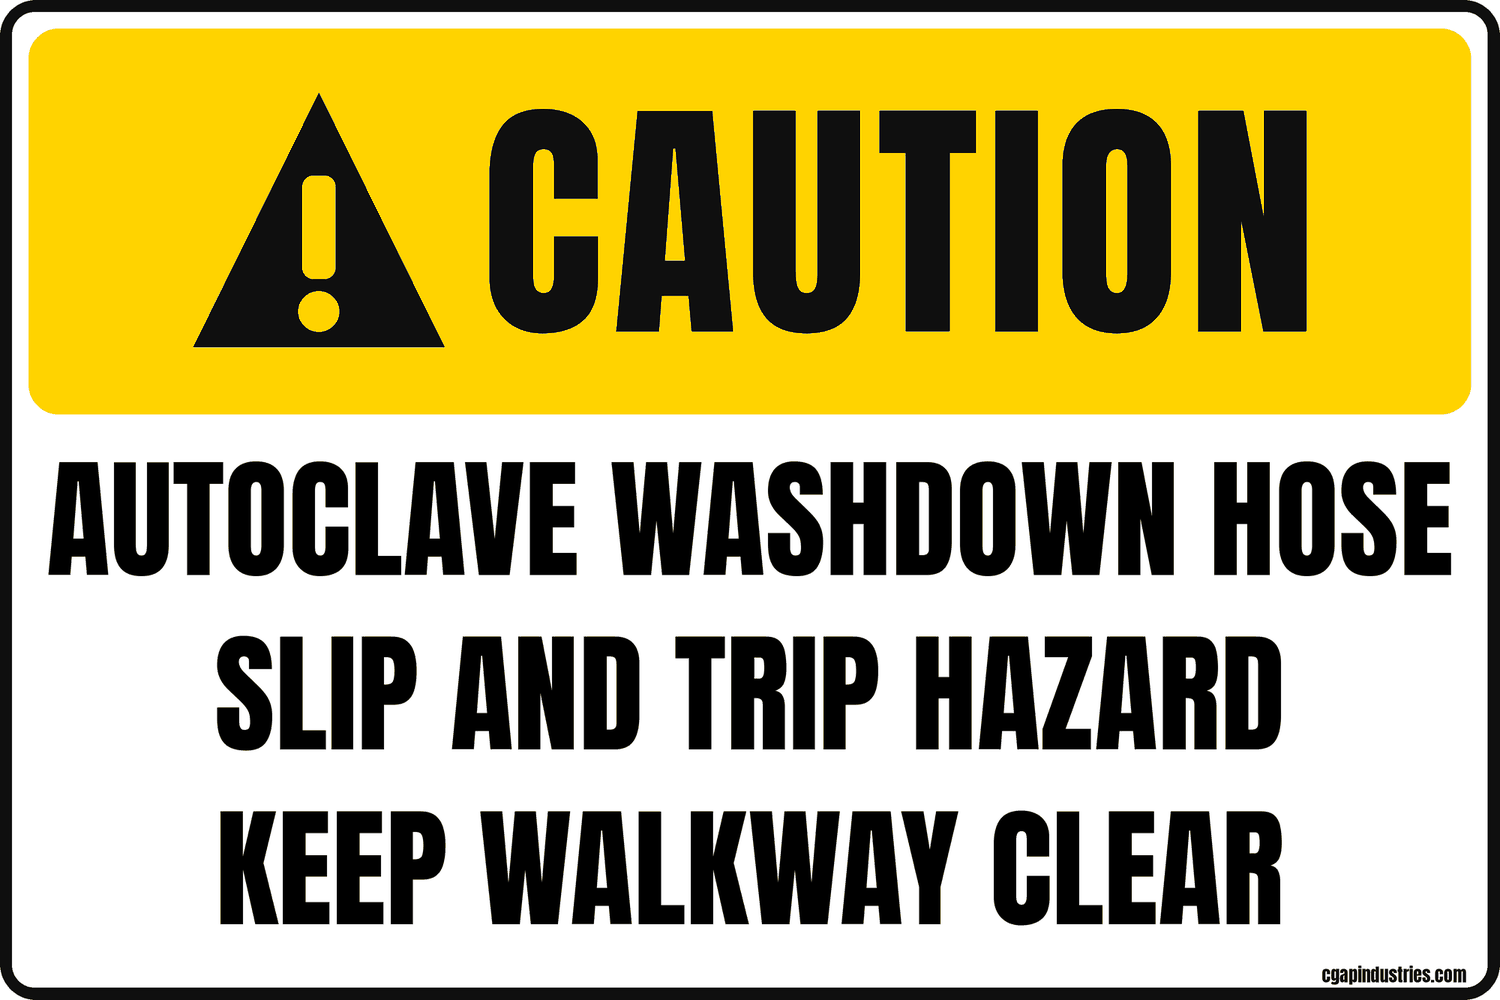 CAUTION
AUTOCLAVE WASHDOWN HOSE
SLIP AND TRIP HAZARD
KEEP WALKWAY CLEAR
cgapindustries.com